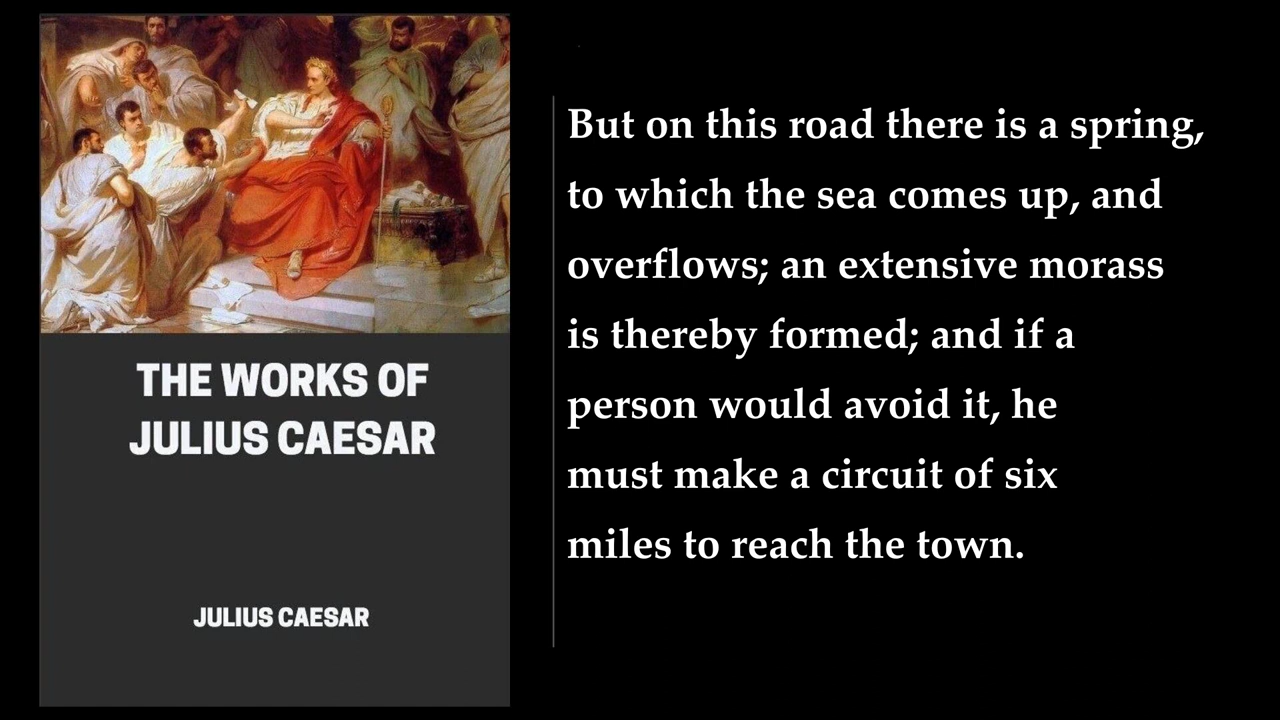 THE WORKS OF
JULIUS CAESAR
JULIUS CAESAR
But on this road there is a spring,
to which the sea comes up, and
overflows; an extensive morass
is thereby formed; and if a
person would avoid it, he
must make a circuit of six
miles to reach the town.